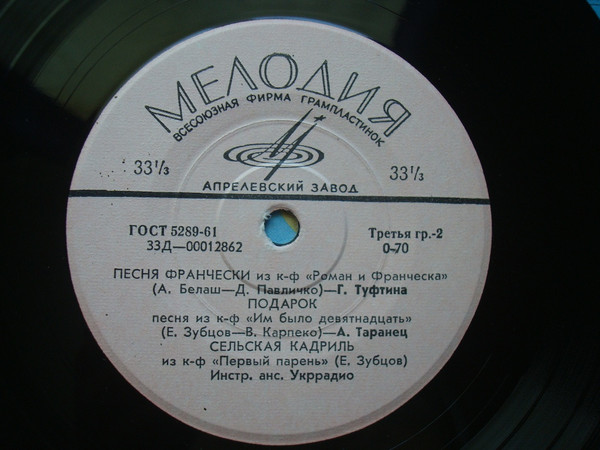 МЕЛОДИЯ
ВСЕСОЮЗНАЯ ФИРМА ГРАМПЛАСТИНОК
33⅓ 33⅓
АПРЕЛЕВСКИЙ ЗАВОД
ГОСТ 5289-61 Третья гр.-2
33Д—00012862 0-70
ПЕСНЯ ФРАНЧЕСКИ из к-ф «Роман и Франческа»
(А. Белаш—Д. Павличко)—Г. Туфтина
ПОДАРОК
песня из к-ф «Им было девятнадцать»
(Е. Зубцов—В. Карпеко)—А. Таранец
СЕЛЬСКАЯ КАДРИЛЬ
из к-ф "Первый парень" (Е. Зубцов)
Инстр. анс. Укррадио